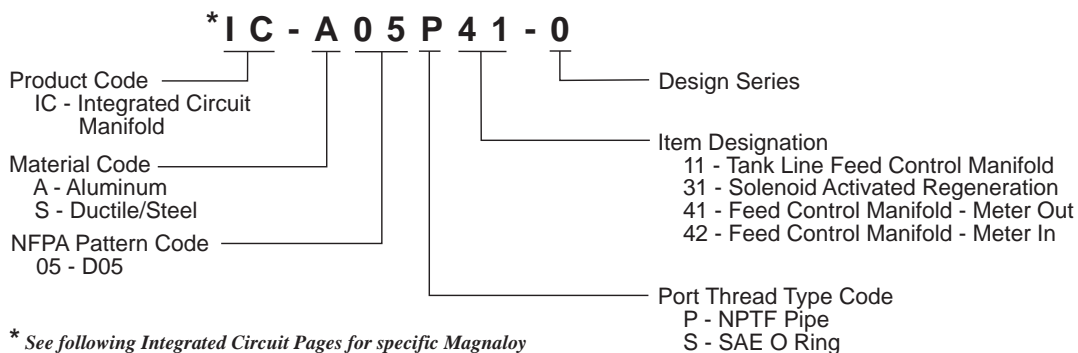 *IC-A05P41-0
Product Code
IC - Integrated Circuit
Manifold
Material Code
A - Aluminum
S - Ductile/Steel
NFPA Pattern Code
05 - D05
Design Series
Item Designation
11 - Tank Line Feed Control Manifold
31 - Solenoid Activated Regeneration
41 - Feed Control Manifold - Meter Out
42 - Feed Control Manifold - Meter In
Port Thread Type Code
P - NPTF Pipe
S - SAE O Ring
* See following Integrated Circuit Pages for specific Magnaloy